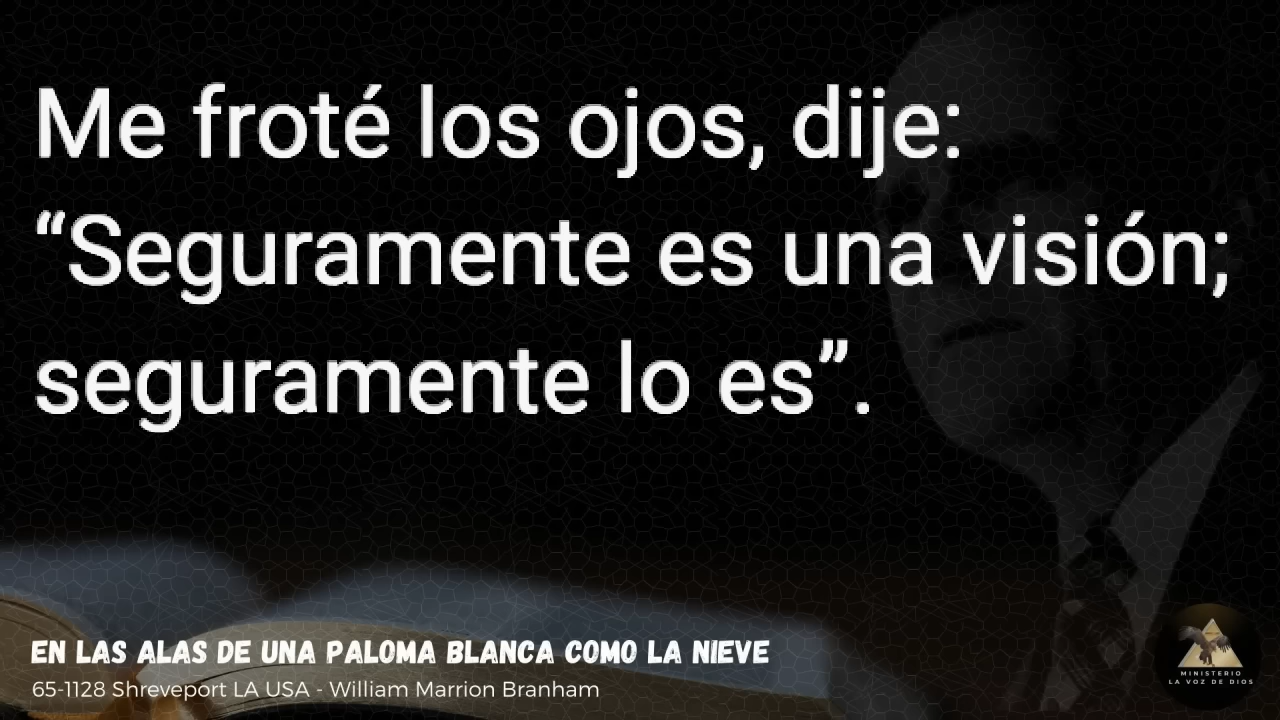 Me froté los ojos, dije:
“Seguramente es una visión;
seguramente lo es”.
EN LAS ALAS DE UNA PALOMA BLANCA COMO LA NIEVE
65-1128 Shreveport LA USA - William Marrion Branham
MINISTERIO
LA VOZ DE DIOS